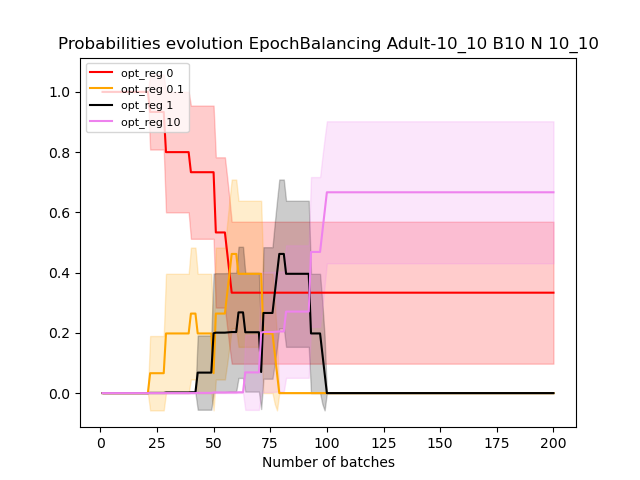 Probabilities evolution EpochBalancing Adult-10_10 B10 N 10_10
opt_reg 0
opt_reg 0.1
opt_reg 1
opt_reg 10
1.0
0.8
0.6
0.4
0.2
0.0
0 25 50 75 100 125 150 175 200
Number of batches